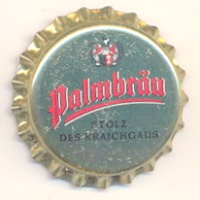 Palmbräu
STOLZ
DES KRAICHGAUS